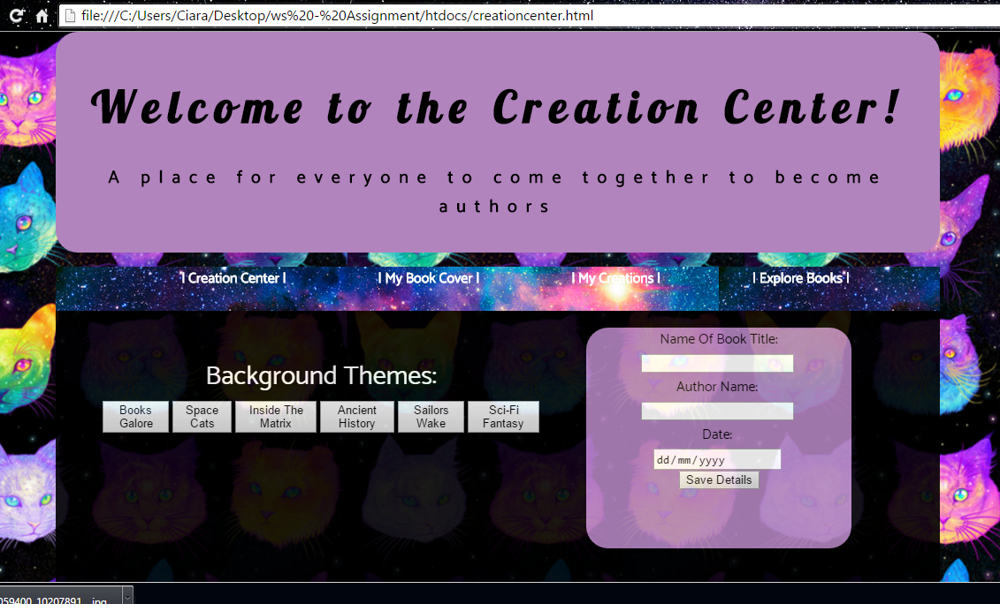 file:///C:/Users/Ciara/Desktop/ws%20-%20Assignment/htdocs/creationcenter.html
Welcome to the Creation Center!
A place for everyone to come together to become
authors
| Creation Center |
| My Book Cover |
| My Creations |
| Explore Books |
Background Themes:
Books
Galore
Space
Cats
Inside The
Matrix
Ancient
History
Sailors
Wake
Sci-Fi
Fantasy
Name Of Book Title:
Author Name:
Date:
dd/mm/yyyy
Save Details
059400_10207891....jpg